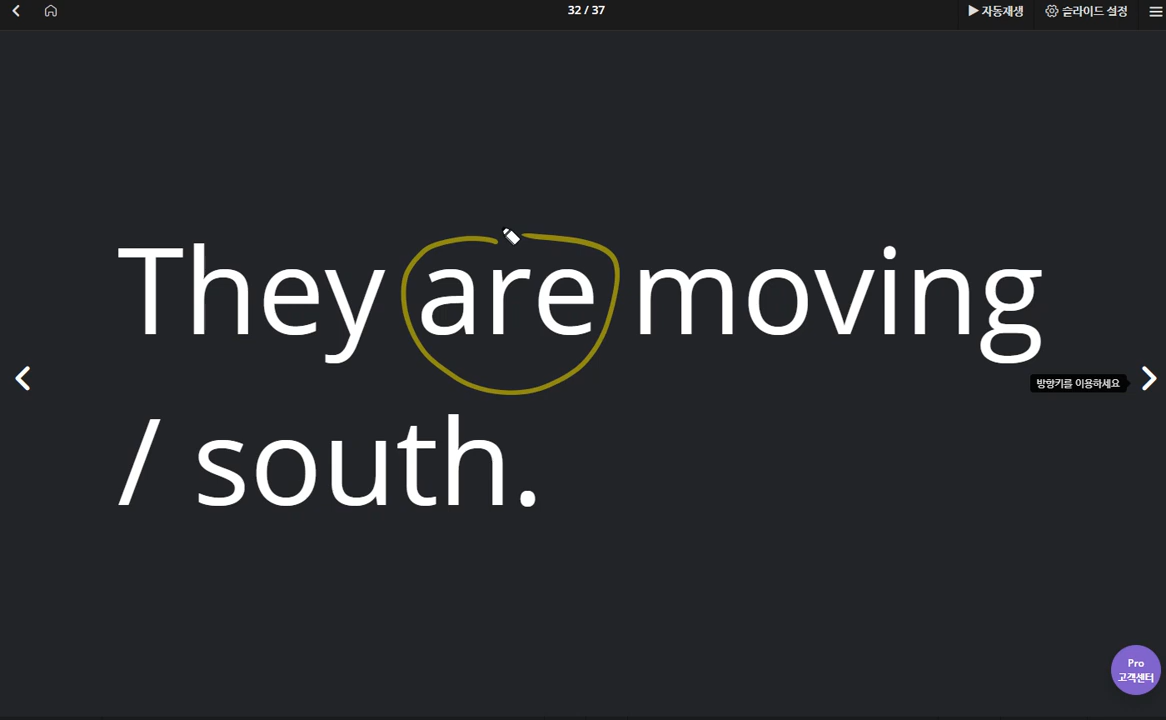 32 / 37
▶ 자동재생
슬라이드 설정
They are moving
방향키를 이용하세요
/ south.
Pro
고객센터